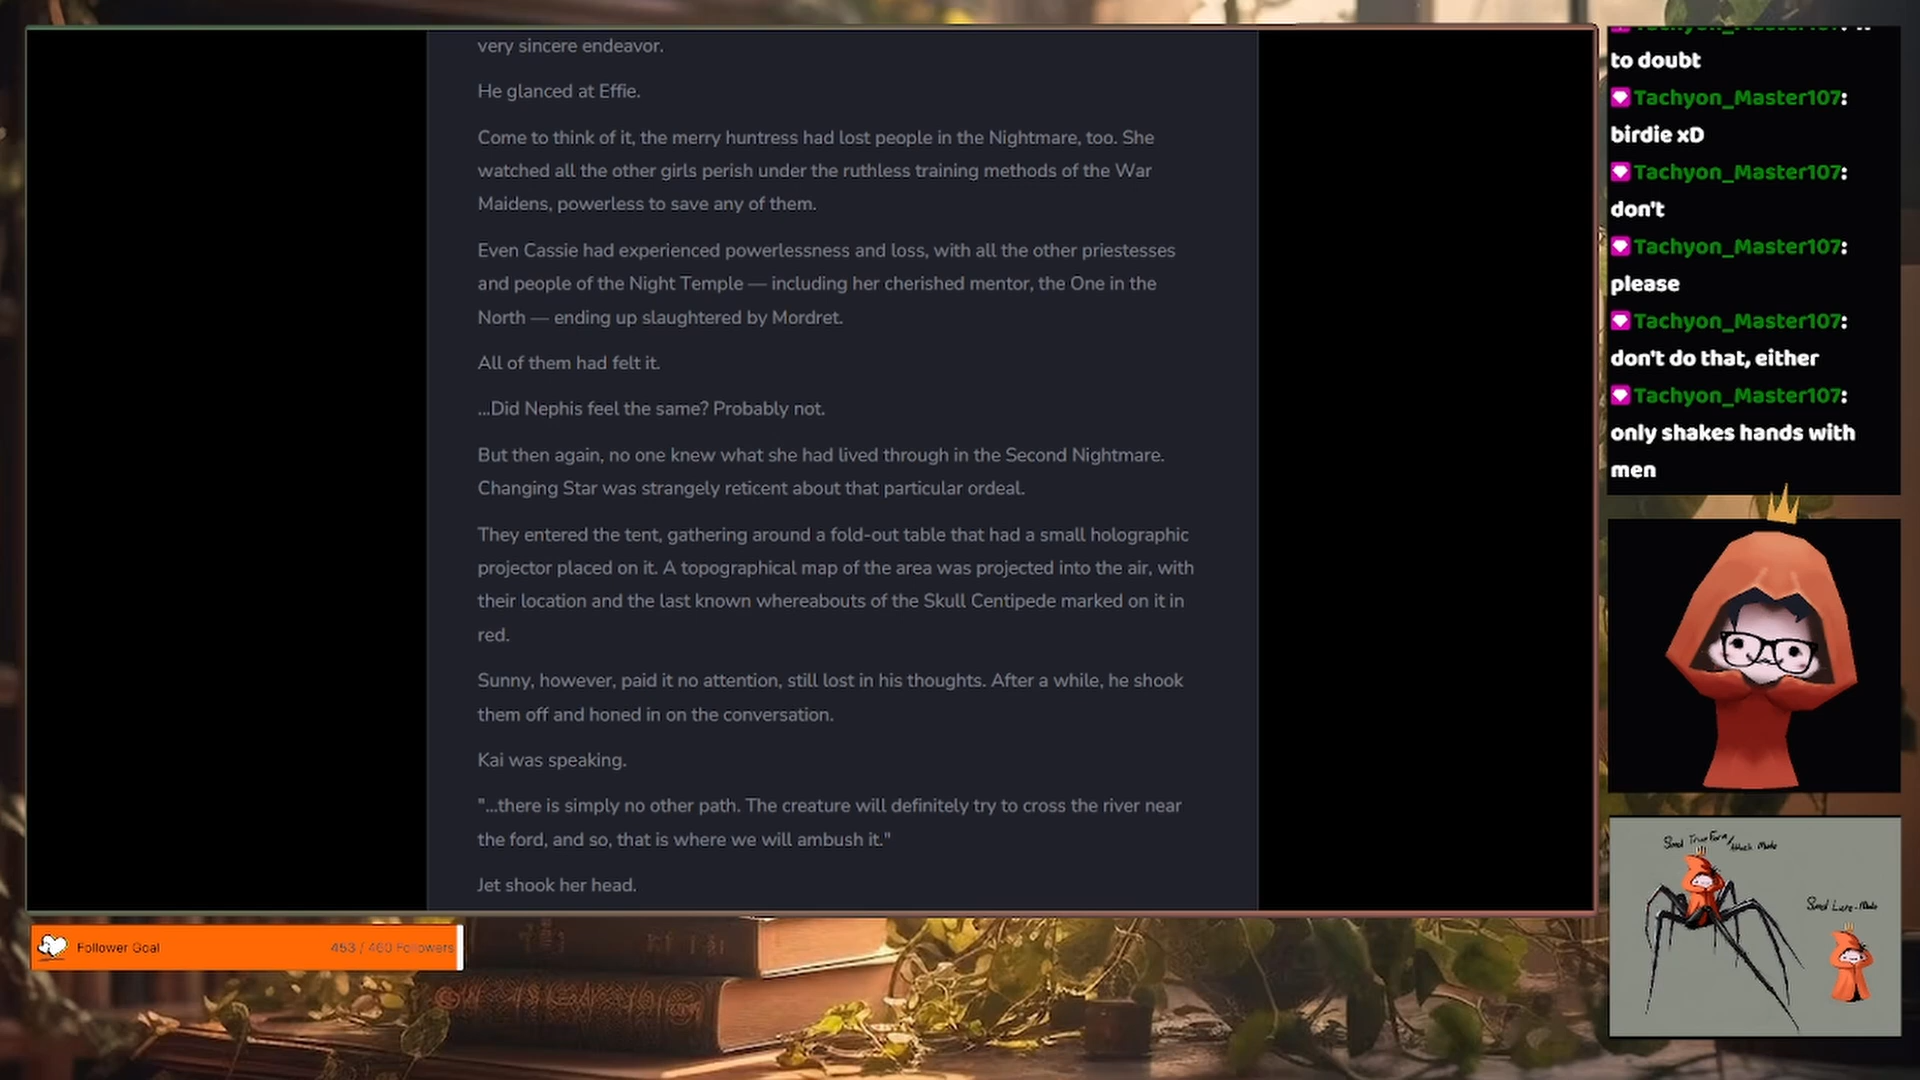 very sincere endeavor.
He glanced at Effie.
Come to think of it, the merry huntress had lost people in the Nightmare, too. She
watched all the other girls perish under the ruthless training methods of the War
Maidens, powerless to save any of them.
Even Cassie had experienced powerlessness and loss, with all the other priestesses
and people of the Night Temple — including her cherished mentor, the One in the
North — ending up slaughtered by Mordret.
All of them had felt it.
...Did Nephis feel the same? Probably not.
But then again, no one knew what she had lived through in the Second Nightmare.
Changing Star was strangely reticent about that particular ordeal.
They entered the tent, gathering around a fold-out table that had a small holographic
projector placed on it. A topographical map of the area was projected into the air, with
their location and the last known whereabouts of the Skull Centipede marked on it in
red.
Sunny, however, paid it no attention, still lost in his thoughts. After a while, he shook
them off and honed in on the conversation.
Kai was speaking.
"...there is simply no other path. The creature will definitely try to cross the river near
the ford, and so, that is where we will ambush it."
Jet shook her head.
to doubt
Tachyon_Master107:
birdie xD
Tachyon_Master107:
don't
Tachyon_Master107:
please
Tachyon_Master107:
don't do that, either
Tachyon_Master107:
only shakes hands with
men
Follower Goal
453 / 460 Followers